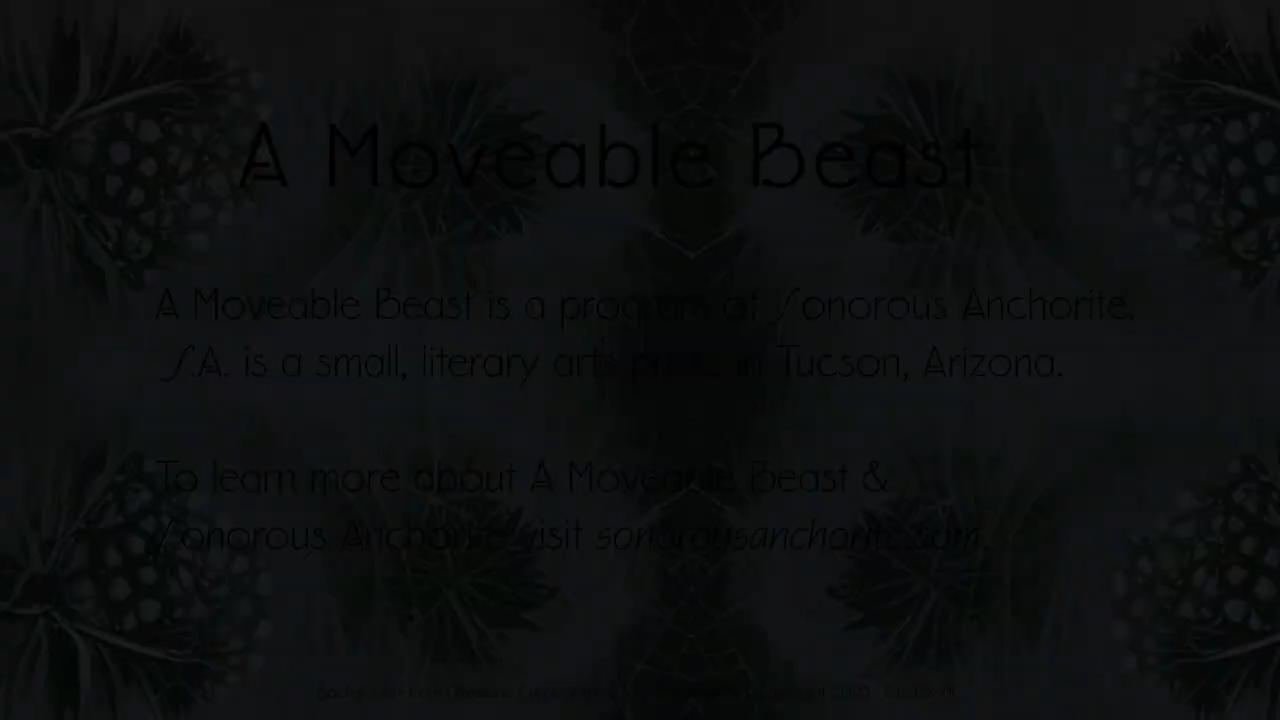 A Moveable Beast
A Moveable Beast is a program of Sonorous Anchorite.
S.A. is a small, literary arts press in Tucson, Arizona.
To learn more about A Moveable Beast &
Sonorous Anchorite visit sonorousanchorite.com.